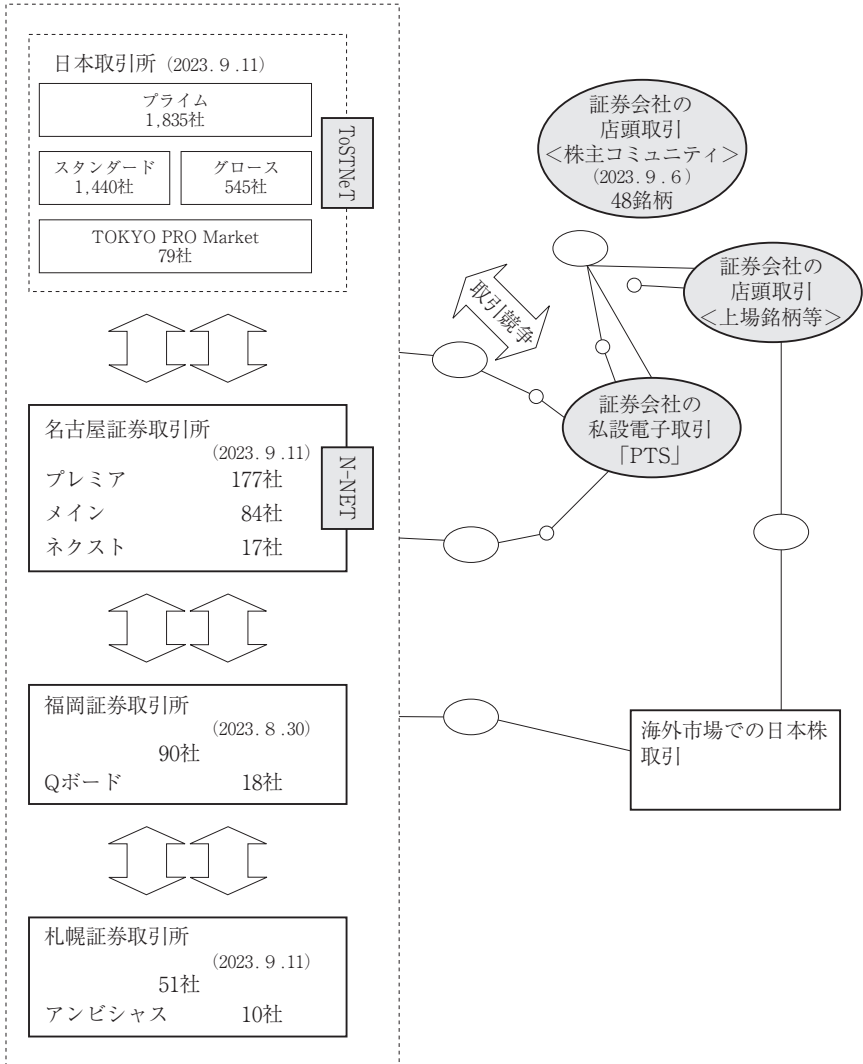 日本取引所 (2023. 9 .11)
プライム
1,835社
スタンダード
1,440社
グロース
545社
TOKYO PRO Market
79社
ToSTNeT
名古屋証券取引所
(2023. 9 .11)
プレミア 177社
メイン 84社
ネクスト 17社
N-NET
福岡証券取引所
(2023. 8 .30)
90社
Qボード 18社
札幌証券取引所
(2023. 9 .11)
51社
アンビシャス 10社
証券会社の
店頭取引
<株主コミュニティ>
(2023. 9 . 6)
48銘柄
取引競争
証券会社の
店頭取引
<上場銘柄等>
証券会社の
私設電子取引
「PTS」
海外市場での日本株
取引